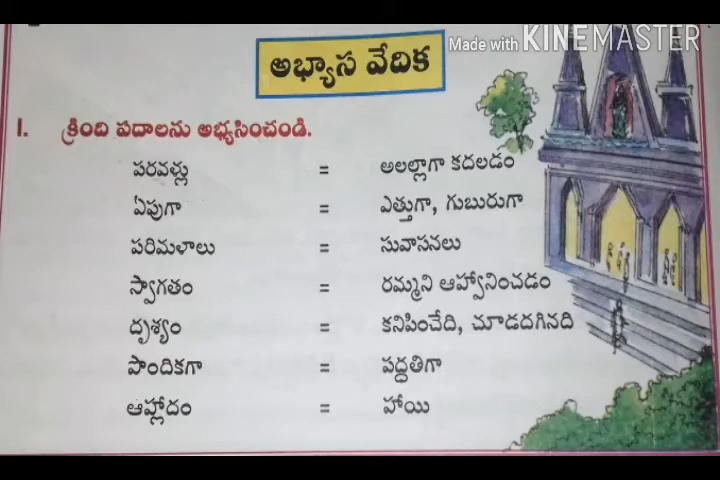 Made with KINEMASTER
అభ్యాస వేదిక
I. క్రింది పదాలను అభ్యసించండి.
పరవళ్లు = అలల్లాగా కదలడం
ఏపుగా = ఎత్తుగా, గుబురుగా
పరిమళాలు = సువాసనలు
స్వాగతం = రమ్మని ఆహ్వానించడం
దృశ్యం = కనిపించేది, చూడదగినది
పొందికగా = పద్ధతిగా
ఆహ్లాదం = హాయి